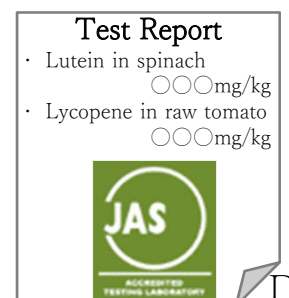 Test Report
・ Lutein in spinach
○○○mg/kg
・ Lycopene in raw tomato
○○○mg/kg
JAS
ACCREDITED
TESTING LABORATORY